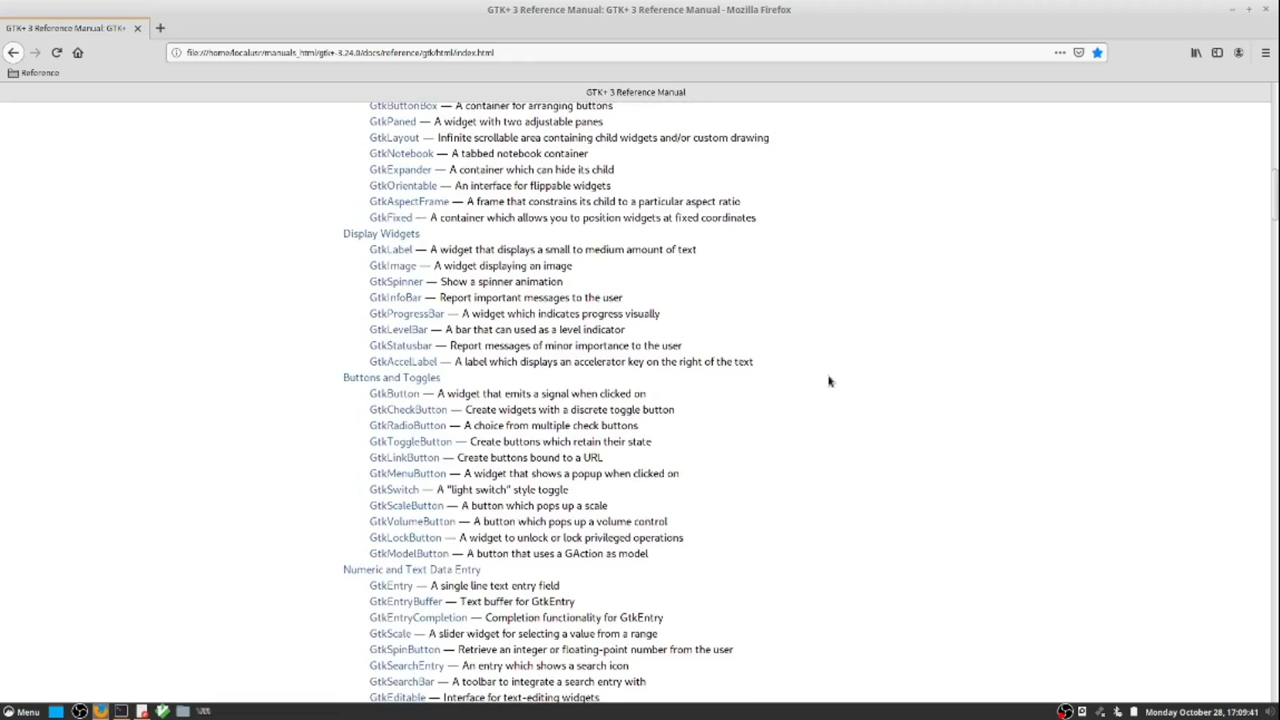 GTK+ 3 Reference Manual: GTK+ 3 Reference Manual - Mozilla Firefox
GTK+ 3 Reference Manual: GTK+
file:///home/localusr/manuals_html/gtk+-3.24.0/docs/reference/gtk/html/index.html
Reference
GTK+ 3 Reference Manual
GtkButtonBox — A container for arranging buttons
GtkPaned — A widget with two adjustable panes
GtkLayout — Infinite scrollable area containing child widgets and/or custom drawing
GtkNotebook — A tabbed notebook container
GtkExpander — A container which can hide its child
GtkOrientable — An interface for flippable widgets
GtkAspectFrame — A frame that constrains its child to a particular aspect ratio
GtkFixed — A container which allows you to position widgets at fixed coordinates
Display Widgets
GtkLabel — A widget that displays a small to medium amount of text
GtkImage — A widget displaying an image
GtkSpinner — Show a spinner animation
GtkInfoBar — Report important messages to the user
GtkProgressBar — A widget which indicates progress visually
GtkLevelBar — A bar that can used as a level indicator
GtkStatusbar — Report messages of minor importance to the user
GtkAccelLabel — A label which displays an accelerator key on the right of the text
Buttons and Toggles
GtkButton — A widget that emits a signal when clicked on
GtkCheckButton — Create widgets with a discrete toggle button
GtkRadioButton — A choice from multiple check buttons
GtkToggleButton — Create buttons which retain their state
GtkLinkButton — Create buttons bound to a URL
GtkMenuButton — A widget that shows a popup when clicked on
GtkSwitch — A "light switch" style toggle
GtkScaleButton — A button which pops up a scale
GtkVolumeButton — A button which pops up a volume control
GtkLockButton — A widget to unlock or lock privileged operations
GtkModelButton — A button that uses a GAction as model
Numeric and Text Data Entry
GtkEntry — A single line text entry field
GtkEntryBuffer — Text buffer for GtkEntry
GtkEntryCompletion — Completion functionality for GtkEntry
GtkScale — A slider widget for selecting a value from a range
GtkSpinButton — Retrieve an integer or floating-point number from the user
GtkSearchEntry — An entry which shows a search icon
GtkSearchBar — A toolbar to integrate a search entry with
GtkEditable — Interface for text-editing widgets
Menu
Monday October 28, 17:09:41